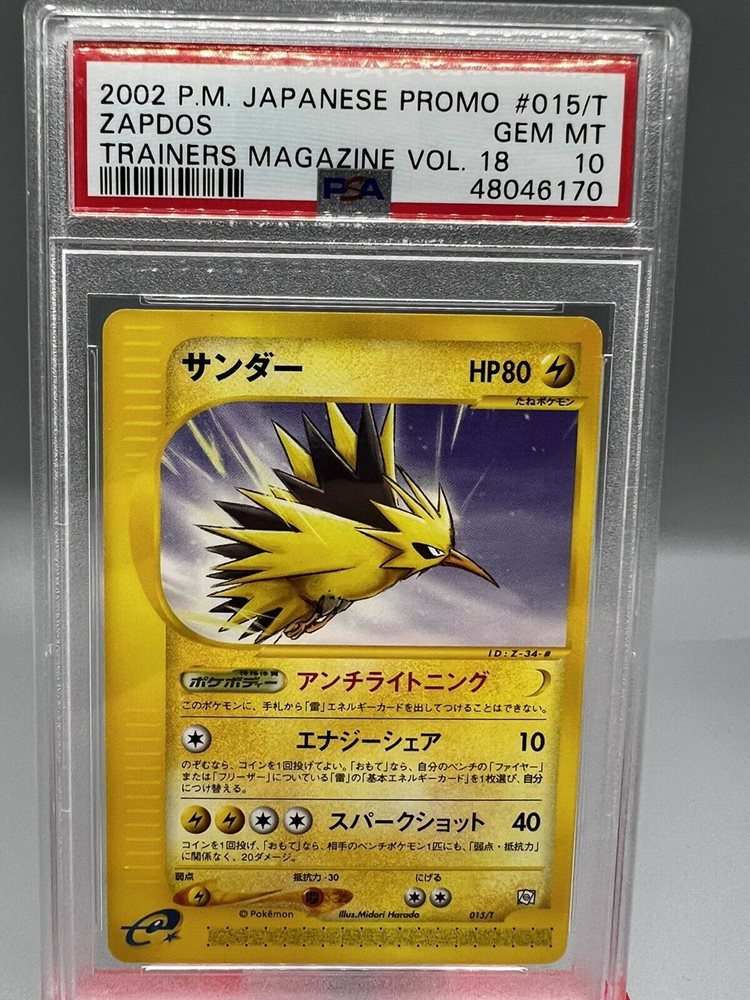 2002 P.M. JAPANESE PROMO #015/T
ZAPDOS GEM MT
TRAINERS MAGAZINE VOL. 18 10
PSA 48046170
サンダー HP80
たねポケモン
ID:Z-34-#
特殊体質
ポケボディー アンチライトニング
このポケモンに、手札から「雷」エネルギーカードを出してつけることはできない。
エナジーシェア 10
のぞむなら、コインを1回投げてよい。「おもて」なら、自分のベンチの「ファイヤー」
または「フリーザー」についている「雷」の「基本エネルギーカード」を1枚選び、自分
につけ替える。
スパークショット 40
コインを1回投げ、「おもて」なら、相手のベンチポケモン1匹にも、「弱点・抵抗力」
に関係なく、20ダメージ。
弱点 抵抗力-30 にげる
© Pokémon Illus.Midori Harada 015/T
e